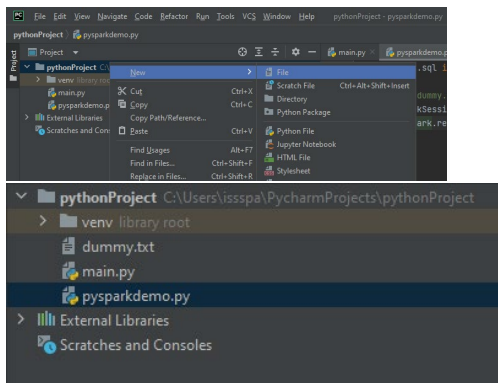 PC File Edit View Navigate Code Refactor Run Tools VCS Window Help pythonProject - pysparkdemo.py
pythonProject pysparkdemo.py
Project
Project main.py pysparkdemo.p
pythonProject New File .sql i
venv library roo Scratch File Ctrl+Alt+Shift+Insert
main.py Cut Ctrl+X Directory dummy.
pysparkdemo.p Copy Ctrl+C Python Package kSessi
External Libraries Copy Path/Reference... ark.re
Scratches and Con Paste Ctrl+V Python File
Jupyter Notebook
Find Usages Alt+F7 HTML File
Find in Files... Ctrl+Shift+F Stylesheet
Replace in Files... Ctrl+Shift+R
pythonProject C:\Users\issspa\PycharmProjects\pythonProject
venv library root
dummy.txt
main.py
pysparkdemo.py
External Libraries
Scratches and Consoles